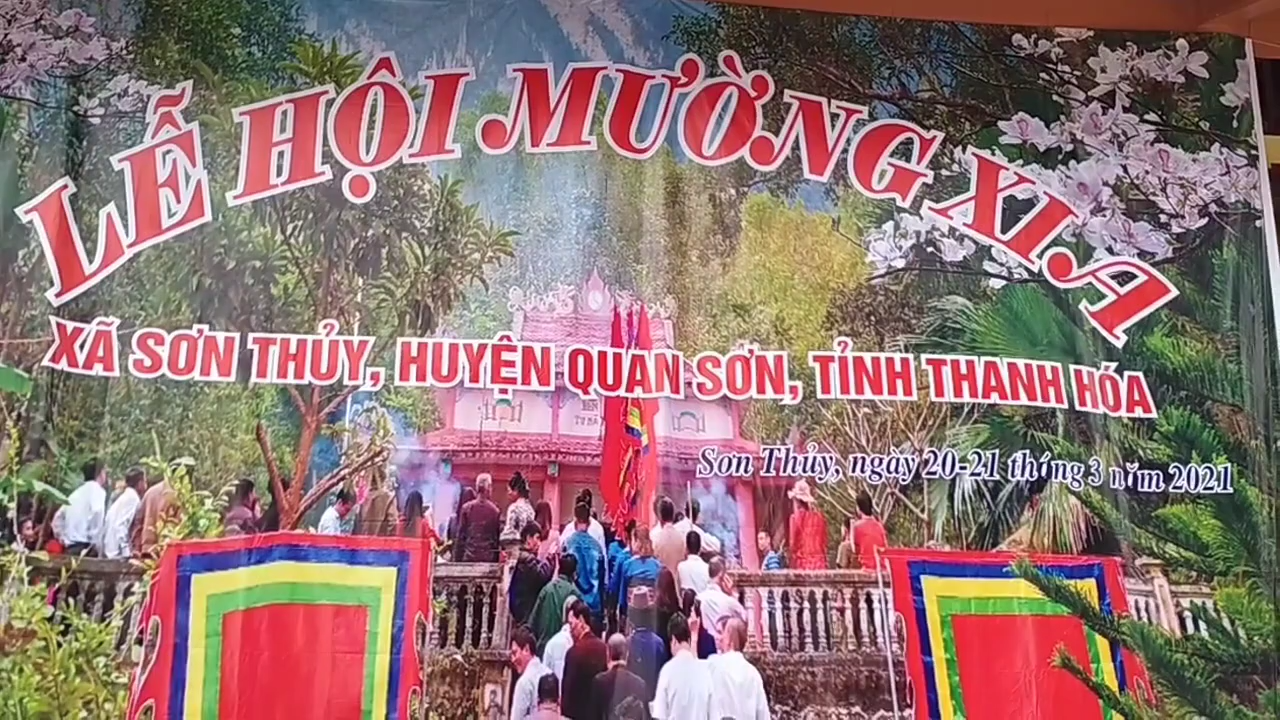 LỄ HỘI MƯỜNG XIA
XÃ SƠN THỦY, HUYỆN QUAN SƠN, TỈNH THANH HÓA
Sơn Thủy, ngày 20-21 tháng 3 năm 2021